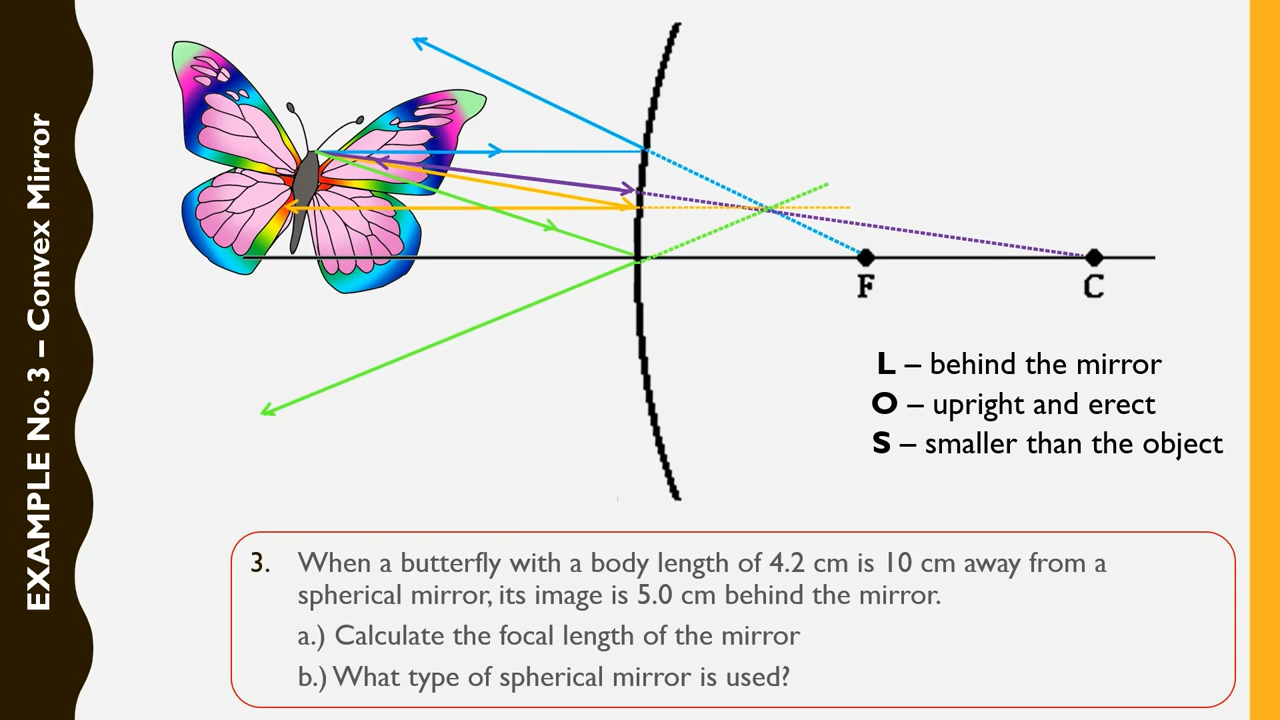 EXAMPLE No. 3 – Convex Mirror
F
C
L – behind the mirror
O – upright and erect
S – smaller than the object
3. When a butterfly with a body length of 4.2 cm is 10 cm away from a
spherical mirror, its image is 5.0 cm behind the mirror.
a.) Calculate the focal length of the mirror
b.) What type of spherical mirror is used?